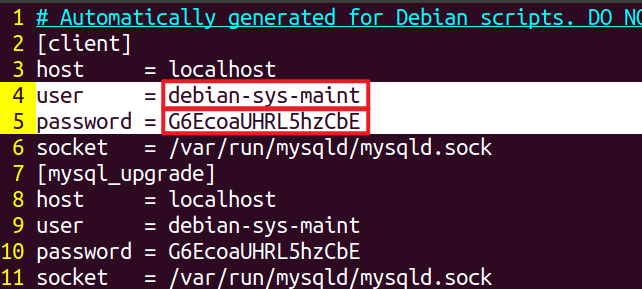 1 # Automatically generated for Debian scripts. DO NO
2 [client]
3 host     = localhost
4 user     = debian-sys-maint
5 password = G6EcoaUHRL5hzCbE
6 socket   = /var/run/mysqld/mysqld.sock
7 [mysql_upgrade]
8 host     = localhost
9 user     = debian-sys-maint
10 password = G6EcoaUHRL5hzCbE
11 socket   = /var/run/mysqld/mysqld.sock